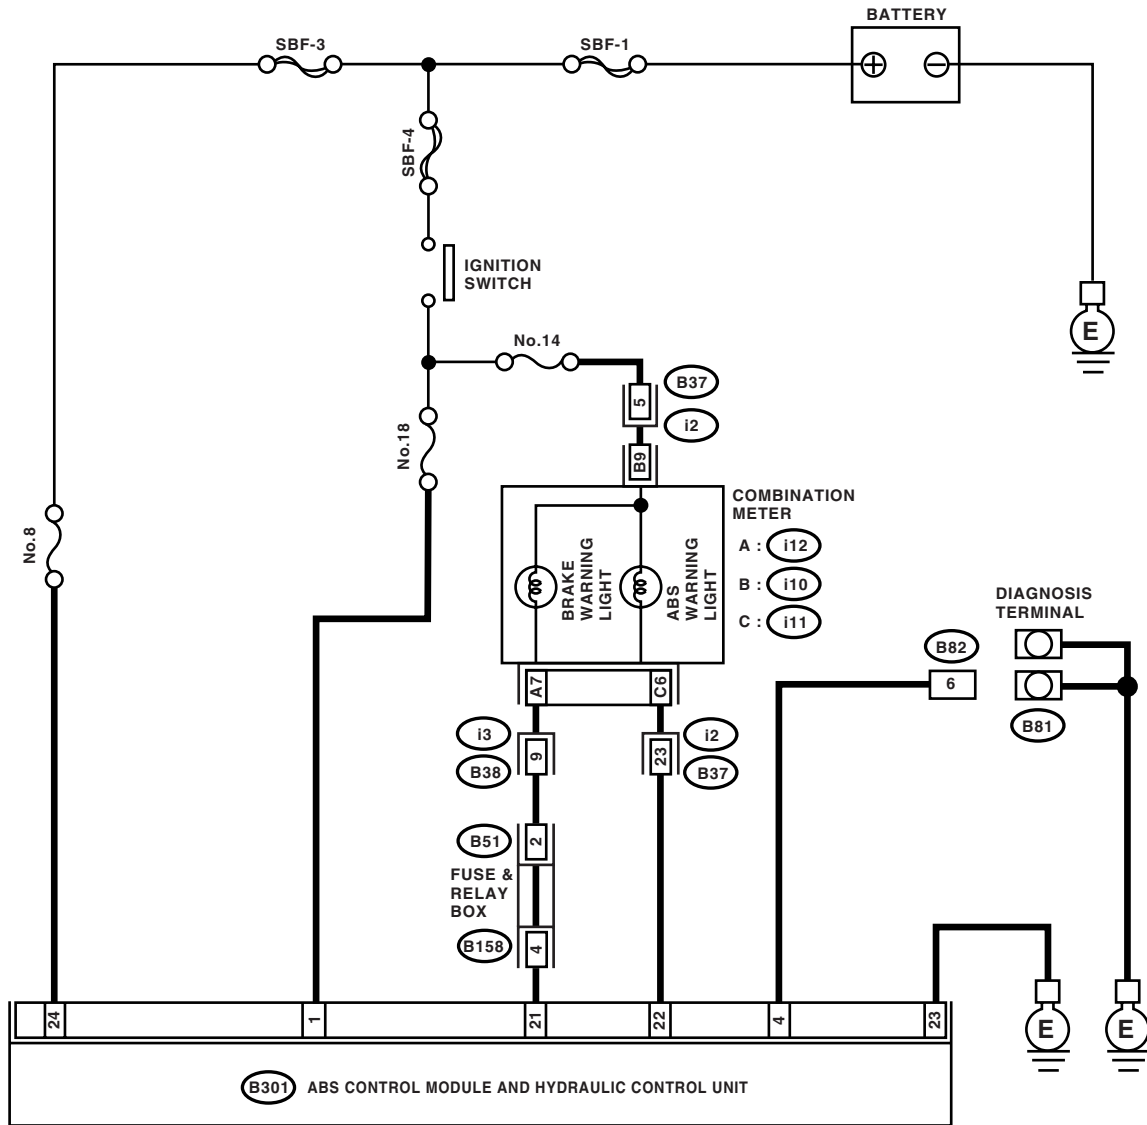 BATTERY
SBF-3
SBF-1
SBF-4
IGNITION
SWITCH
E
No.14
B37
5
i2
No.18
B9
COMBINATION
METER
No.8
A : i12
BRAKE
WARNING
LIGHT
ABS
WARNING
LIGHT
B : i10
C : i11
DIAGNOSIS
TERMINAL
B82
6
A7
C6
B81
i3
i2
9
23
B38
B37
B51
2
FUSE &
RELAY
BOX
B158
4
24
1
21
22
4
23
E
E
B301 ABS CONTROL MODULE AND HYDRAULIC CONTROL UNIT